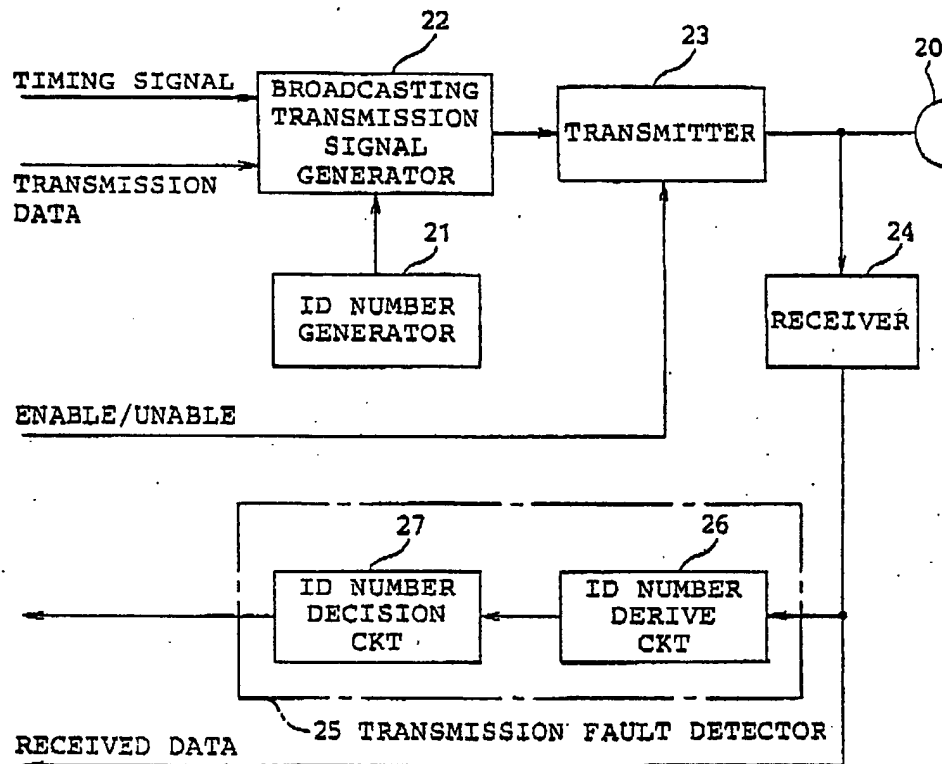 22
23
20
TIMING SIGNAL
BROADCASTING
TRANSMISSION
SIGNAL
GENERATOR
TRANSMITTER
TRANSMISSION
DATA
21
24
ID NUMBER
GENERATOR
RECEIVER
ENABLE/UNABLE
27
26
ID NUMBER
DECISION
CKT
ID NUMBER
DERIVE
CKT
25 TRANSMISSION FAULT DETECTOR
RECEIVED DATA